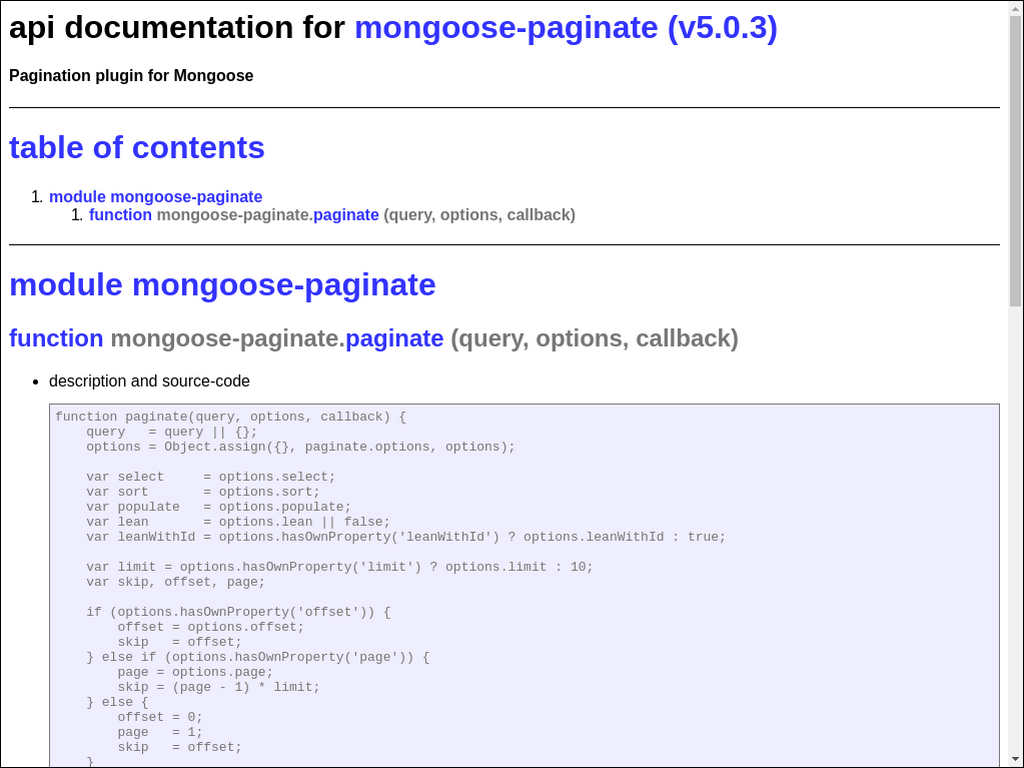 api documentation for mongoose-paginate (v5.0.3)
Pagination plugin for Mongoose
table of contents
1. module mongoose-paginate
1. function mongoose-paginate.paginate (query, options, callback)
module mongoose-paginate
function mongoose-paginate.paginate (query, options, callback)
• description and source-code
function paginate(query, options, callback) {
    query   = query || {};
    options = Object.assign({}, paginate.options, options);
    var select     = options.select;
    var sort       = options.sort;
    var populate   = options.populate;
    var lean       = options.lean || false;
    var leanWithId = options.hasOwnProperty('leanWithId') ? options.leanWithId : true;
    var limit = options.hasOwnProperty('limit') ? options.limit : 10;
    var skip, offset, page;
    if (options.hasOwnProperty('offset')) {
        offset = options.offset;
        skip   = offset;
    } else if (options.hasOwnProperty('page')) {
        page = options.page;
        skip = (page - 1) * limit;
    } else {
        offset = 0;
        page   = 1;
        skip   = offset;
    }